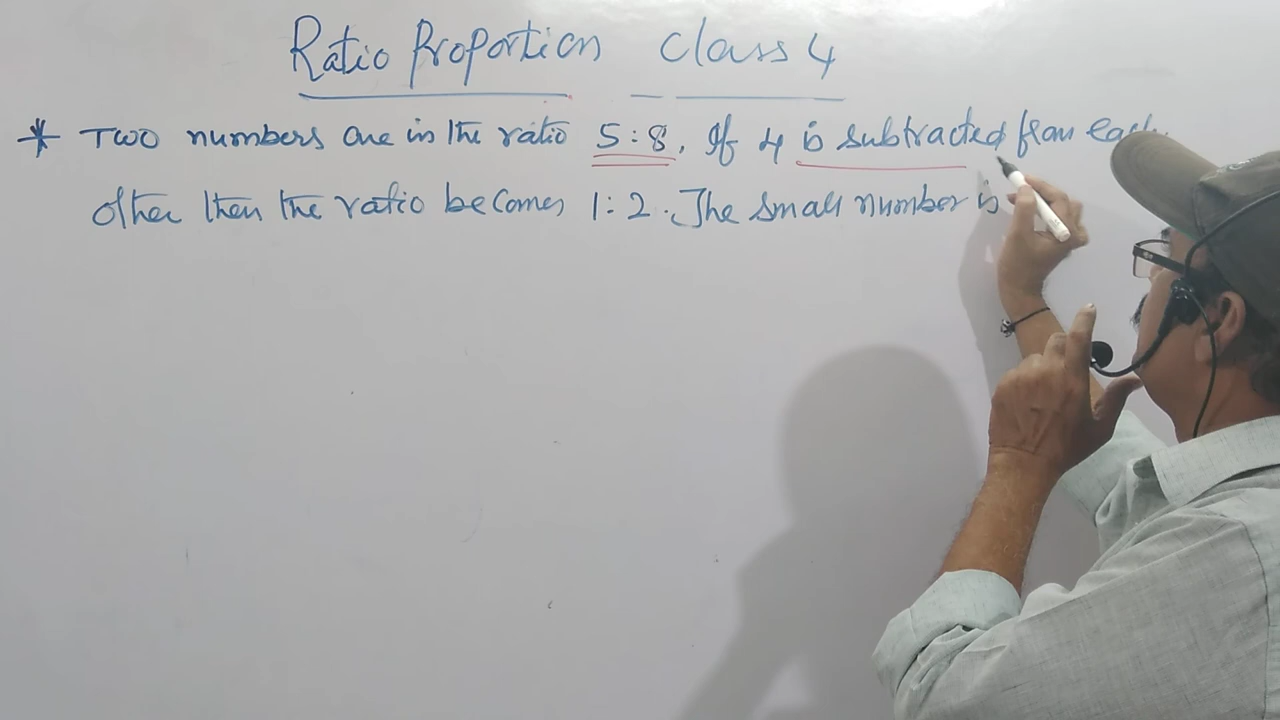 Ratio Proportion Class 4
* Two numbers are in the ratio 5:8, If 4 is subtracted from each
other then the ratio becomes 1:2. The small number is